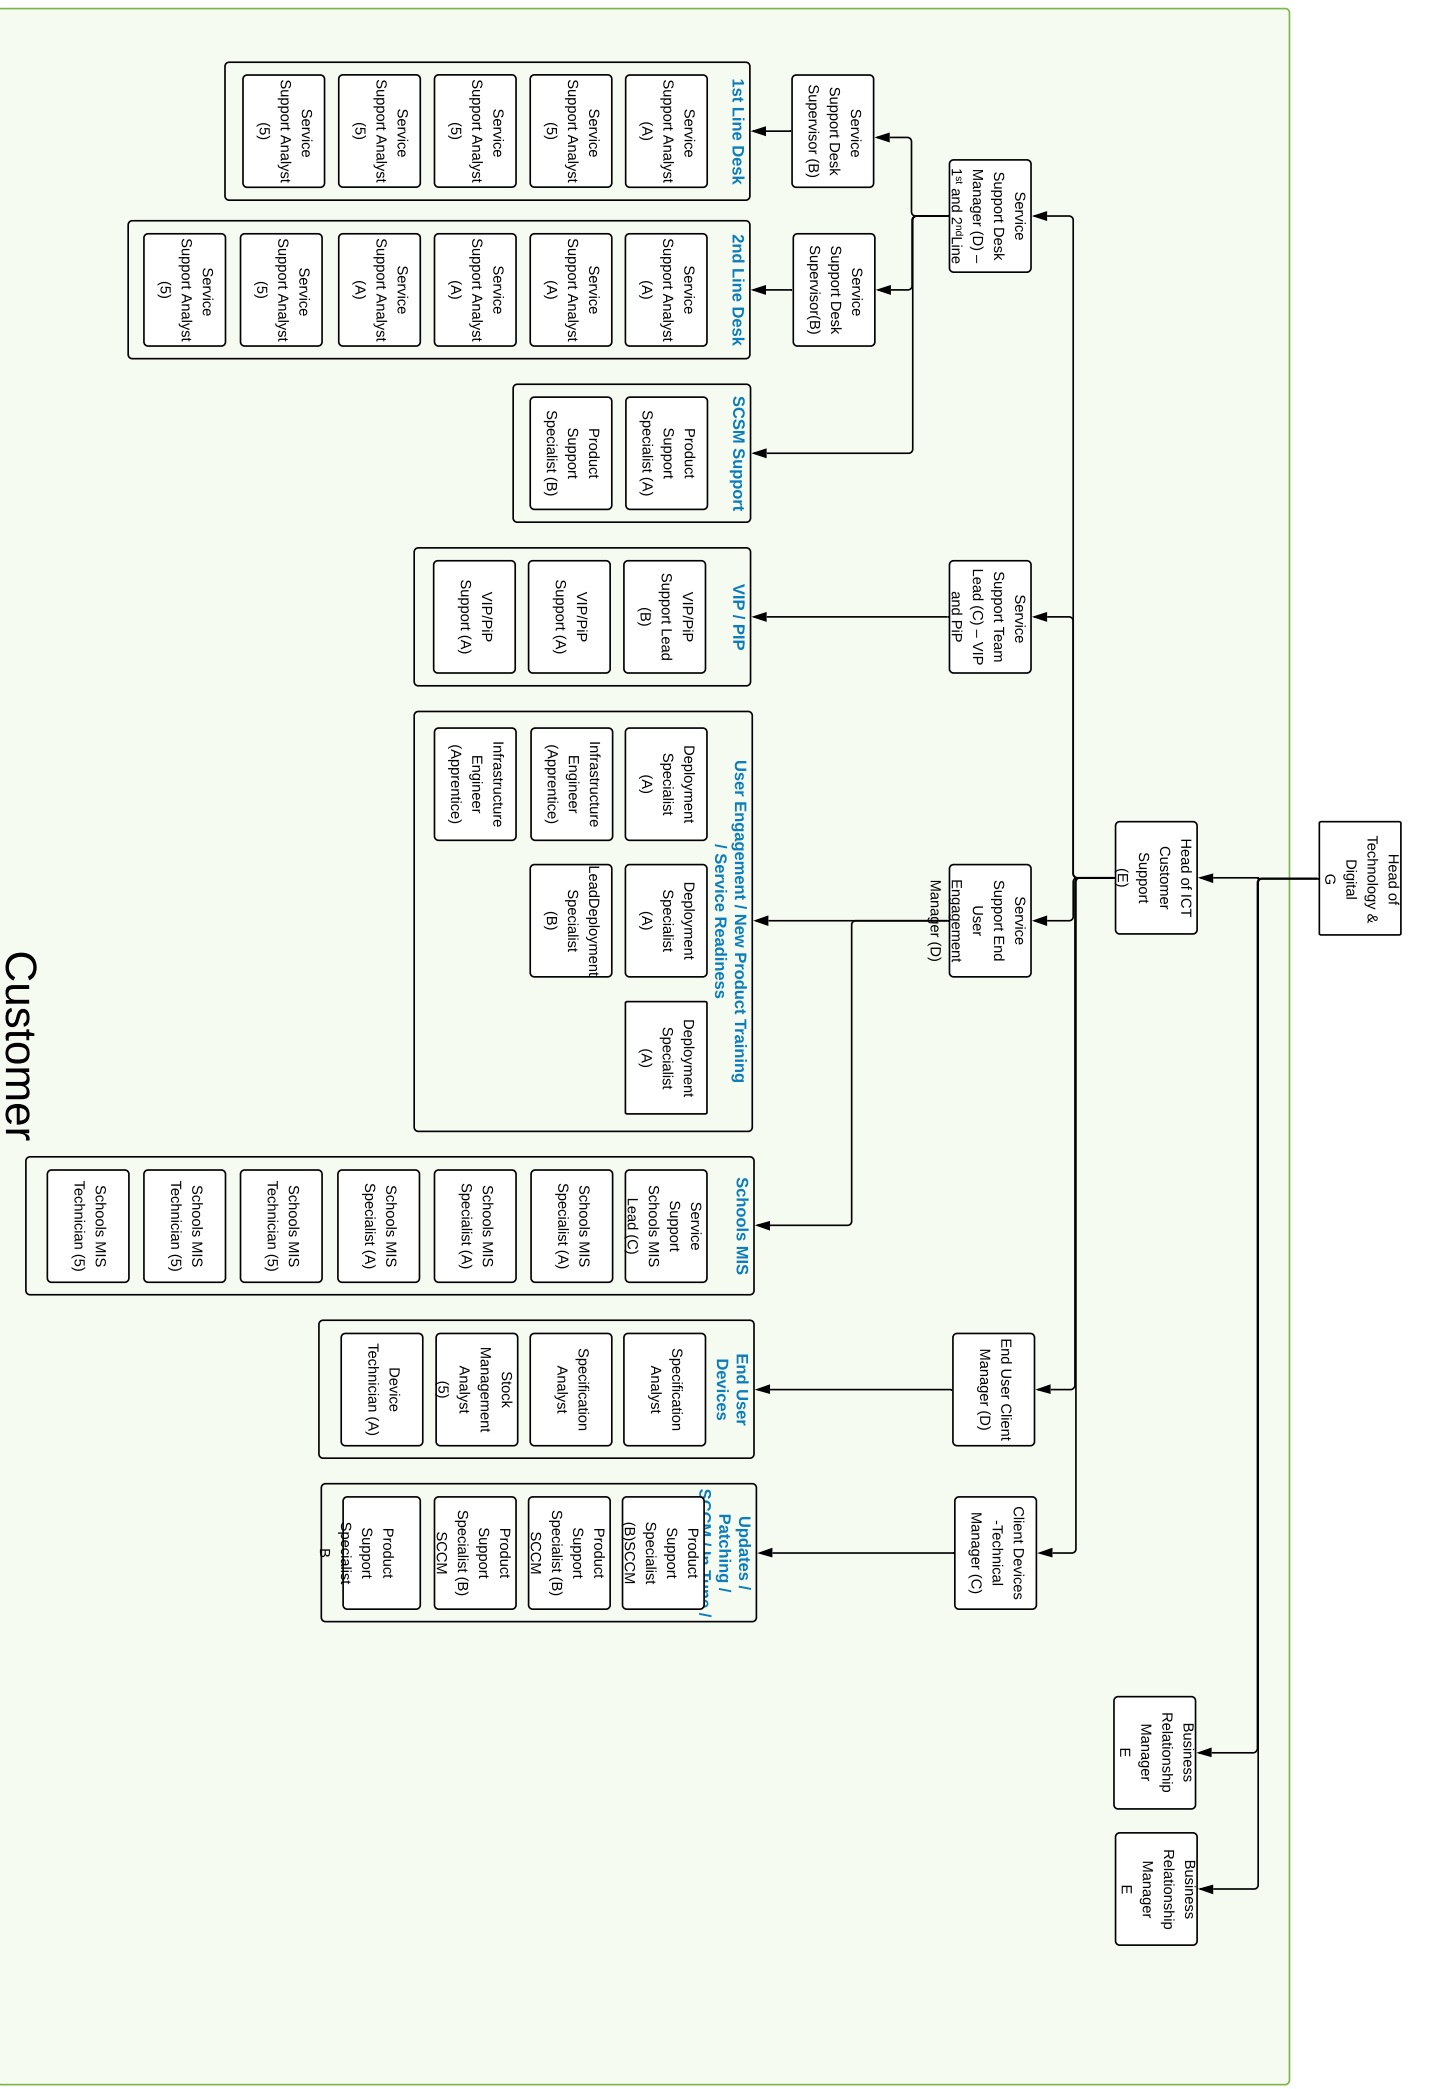 Head of
Technology &
Digital
G
Head of ICT
Customer
Support
(E)
Business
Relationship
Manager
E
Business
Relationship
Manager
E
Service
Support Desk
Manager (D) –
1st and 2ndLine
Service
Support Team
Lead (C) – VIP
and PiP
Service
Support End
User
Engagement
Manager (D)
End User Client
Manager (D)
Client Devices
-Technical
Manager (C)
Service
Support Desk
Supervisor (B)
Service
Support Desk
Supervisor(B)
1st Line Desk
Service
Support Analyst
(A)
Service
Support Analyst
(5)
Service
Support Analyst
(5)
Service
Support Analyst
(5)
Service
Support Analyst
(5)
2nd Line Desk
Service
Support Analyst
(A)
Service
Support Analyst
(A)
Service
Support Analyst
(A)
Service
Support Analyst
(A)
Service
Support Analyst
(5)
Service
Support Analyst
(5)
SCSM Support
Product
Support
Specialist (A)
Product
Support
Specialist (B)
VIP / PIP
VIP/PiP
Support Lead
(B)
VIP/PiP
Support (A)
VIP/PiP
Support (A)
User Engagement / New Product Training
/ Service Readiness
Deployment
Specialist
(A)
Deployment
Specialist
(A)
Deployment
Specialist
(A)
Infrastructure
Engineer
(Apprentice)
LeadDeployment
Specialist
(B)
Infrastructure
Engineer
(Apprentice)
Schools MIS
Service
Support
Schools MIS
Lead (C)
Schools MIS
Specialist (A)
Schools MIS
Specialist (A)
Schools MIS
Specialist (A)
Schools MIS
Technician (5)
Schools MIS
Technician (5)
Schools MIS
Technician (5)
End User
Devices
Specification
Analyst
Specification
Analyst
Stock
Management
Analyst
(5)
Device
Technician (A)
Updates /
Patching /
SCCM / In Tune /
Product
Support
Specialist
(B)SCCM
Product
Support
Specialist (B)
SCCM
Product
Support
Specialist (B)
SCCM
Product
Support
Specialist
B
Customer